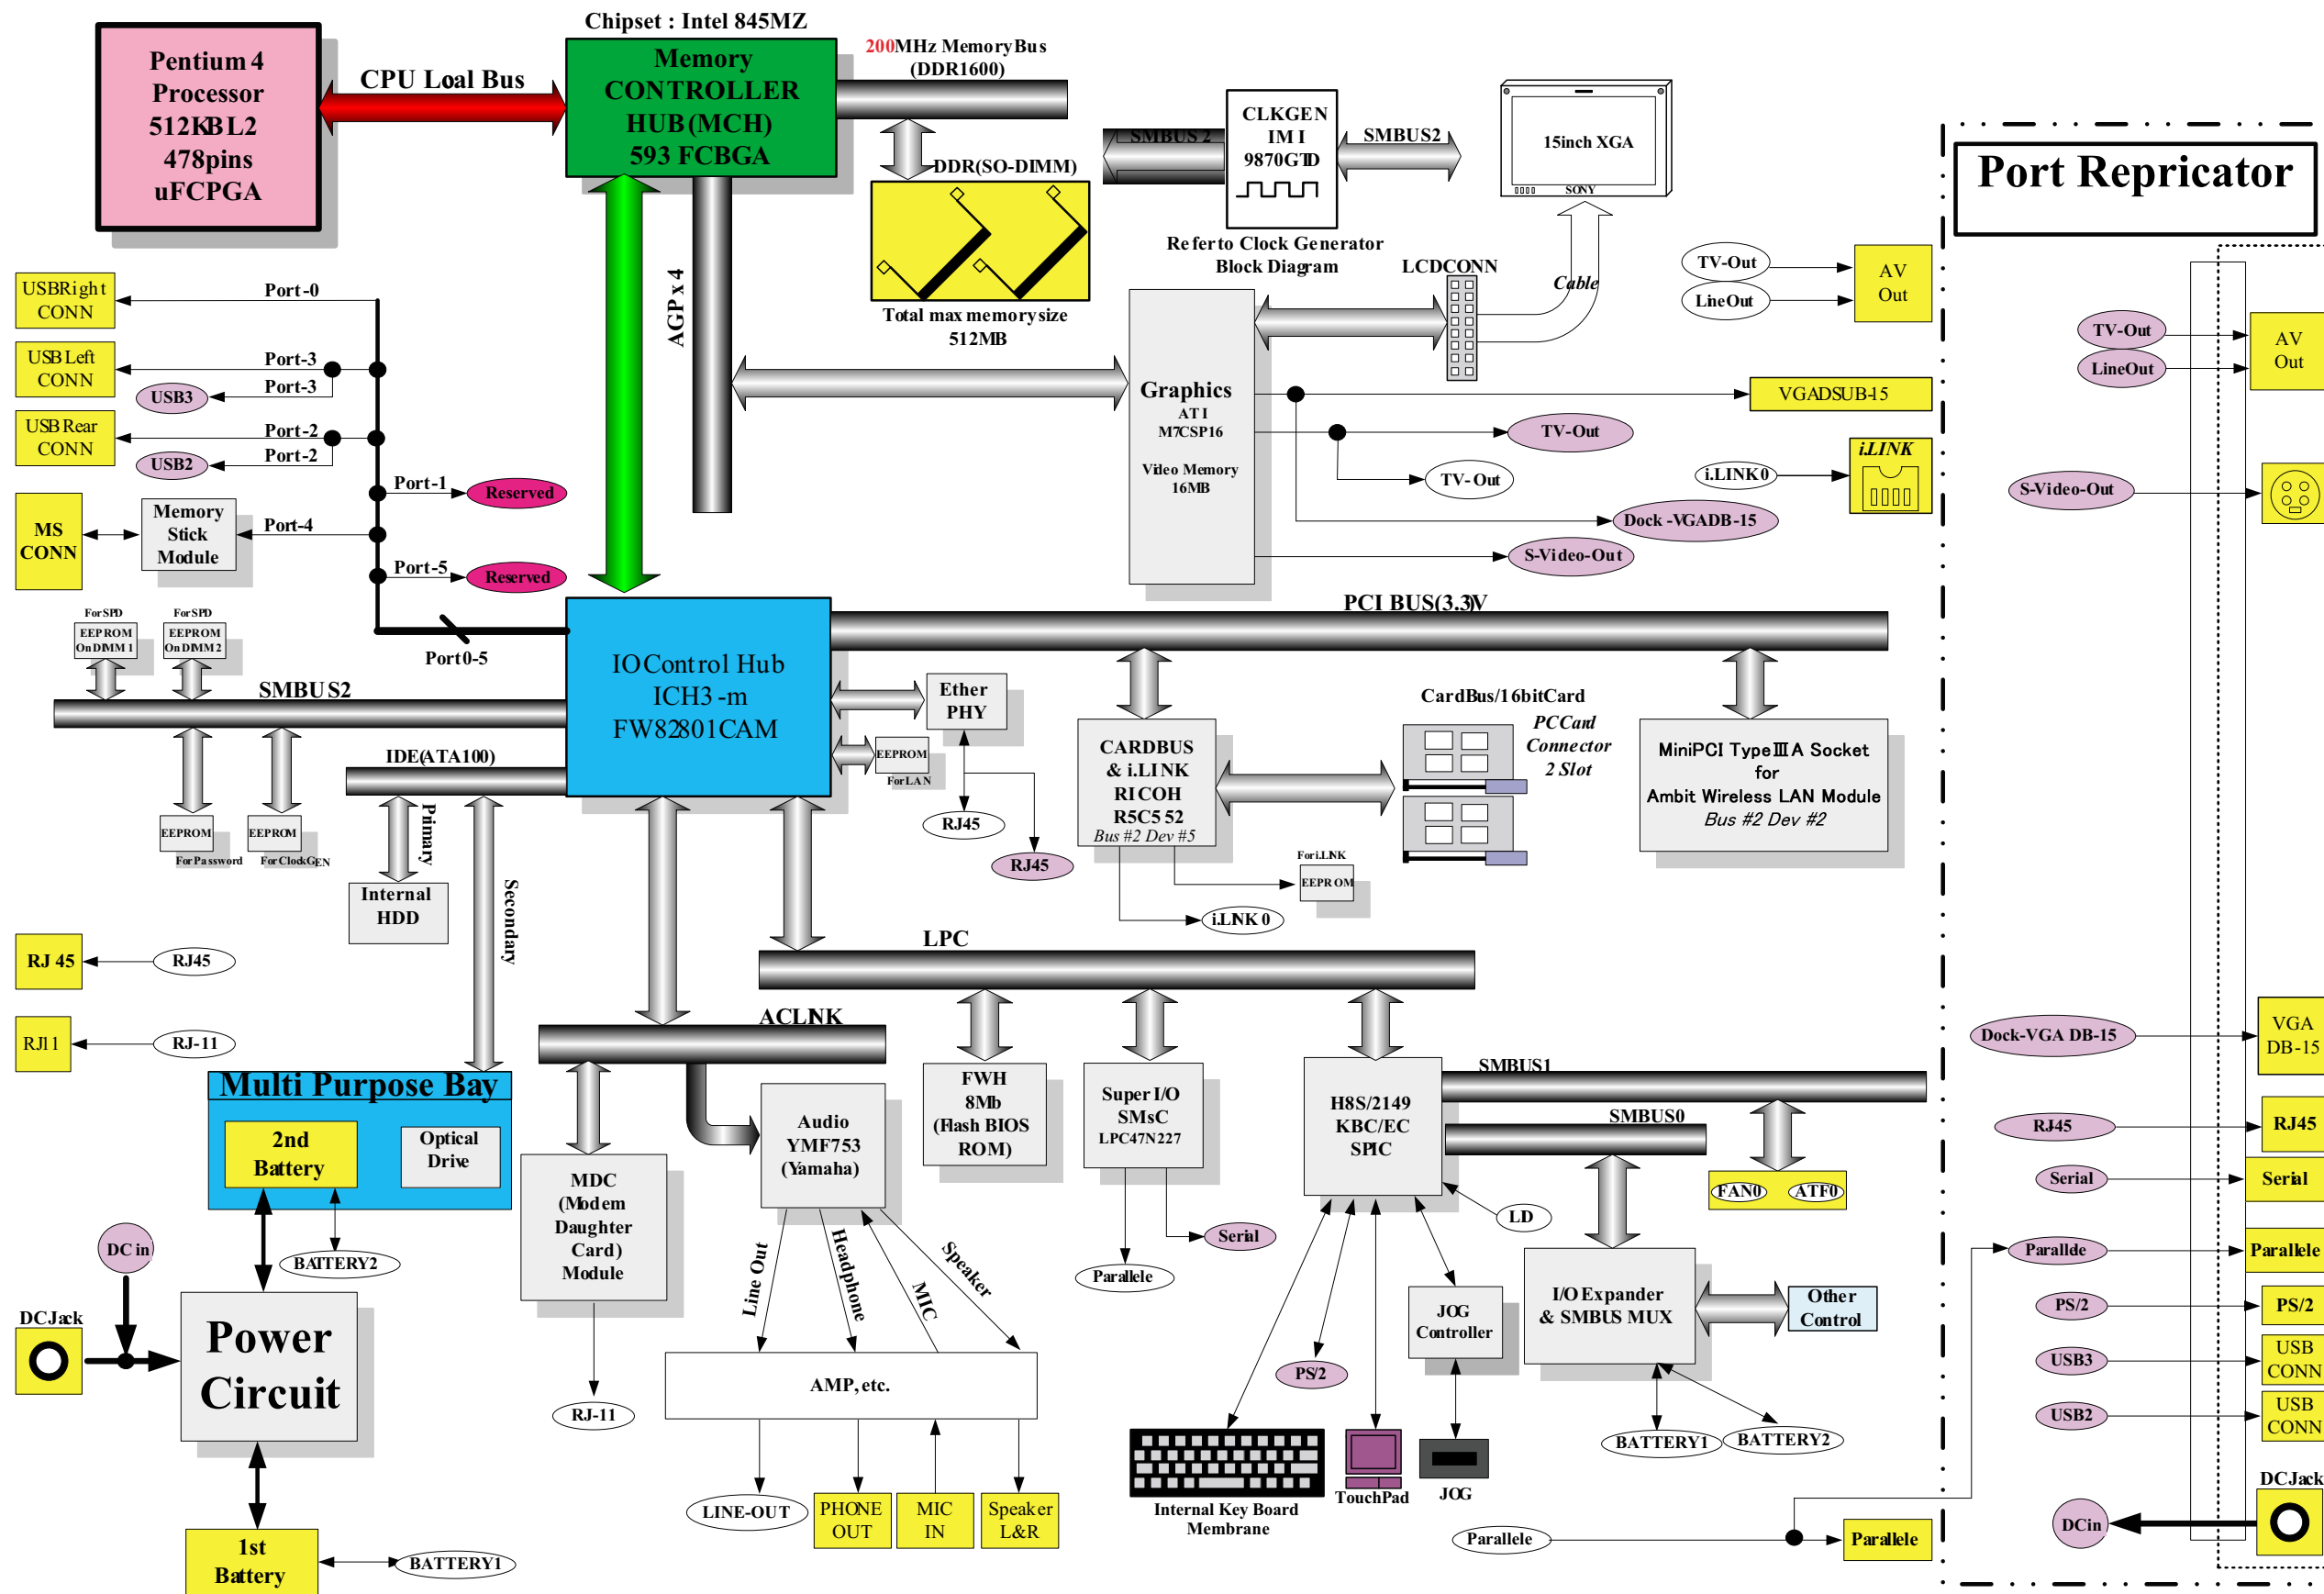 Chipset : Intel 845MZ
Pentium 4
Processor
512KB L2
478pins
uFCPGA
CPU Loal Bus
Memory
CONTROLLER
HUB (MCH)
593 FCBGA
200MHz Memory Bus
(DDR1600)
DDR(SO-DIMM)
Total max memory size
512MB
AGP x 4
SMBUS 2
CLKGEN
IMI
9870GTD
SMBUS2
Refer to Clock Generator
Block Diagram
15inch XGA
SONY
Cable
LCDCONN
Port Repricator
TV-Out
LineOut
AV
Out
TV-Out
LineOut
AV
Out
USBRight
CONN
Port-0
USB Left
CONN
Port-3
Port-3
USB3
USB Rear
CONN
Port-2
Port-2
USB2
Port-1
Reserved
MS
CONN
Memory
Stick
Module
Port-4
Port-5
Reserved
Port 0-5
Graphics
ATI
M7CSP16
Video Memory
16MB
VGADSUB-15
TV-Out
TV-Out
Dock -VGADB-15
S-Video-Out
i.LINK0
i.LINK
S-Video-Out
For SPD
EEPROM
On DIMM 1
For SPD
EEPROM
On DIMM 2
SMBUS2
EEPROM
For Password
EEPROM
For ClockGEN
IO Control Hub
ICH3 -m
FW82801CAM
PCI BUS(3.3)V
IDE(ATA100)
Primary
Secondary
Internal
HDD
Ether
PHY
EEPROM
For LAN
RJ45
RJ45
CARDBUS
& i.LINK
RICOH
R5C5 52
Bus #2 Dev #5
CardBus/16bitCard
PCCard
Connector
2 Slot
MiniPCI TypeⅢA Socket
for
Ambit Wireless LAN Module
Bus #2 Dev #2
For i.LINK
EEPROM
i.LINK 0
RJ 45
RJ45
RJ11
RJ-11
LPC
ACLINK
Multi Purpose Bay
2nd
Battery
Optical
Drive
BATTERY2
DC in
DC Jack
Power
Circuit
1st
Battery
BATTERY1
MDC
(Modem
Daughter
Card)
Module
RJ-11
Audio
YMF753
(Yamaha)
Line Out
Headphone
MIC
Speaker
AMP, etc.
LINE-OUT
PHONE
OUT
MIC
IN
Speaker
L&R
FWH
8Mb
(Flash BIOS
ROM)
Super I/O
SMsC
LPC47N227
Serial
Parallele
H8S/2149
KBC/EC
SPIC
SMBUS1
SMBUS0
FAN0
ATF0
LD
PS/2
JOG
Controller
I/O Expander
& SMBUS MUX
Other
Control
BATTERY1
BATTERY2
Internal Key Board
Membrane
TouchPad
JOG
Parallele
Parallele
Dock-VGA DB-15
VGA
DB-15
RJ45
RJ45
Serial
Serial
Parallele
Parallele
PS/2
PS/2
USB3
USB
CONN
USB2
USB
CONN
DC Jack
DCin